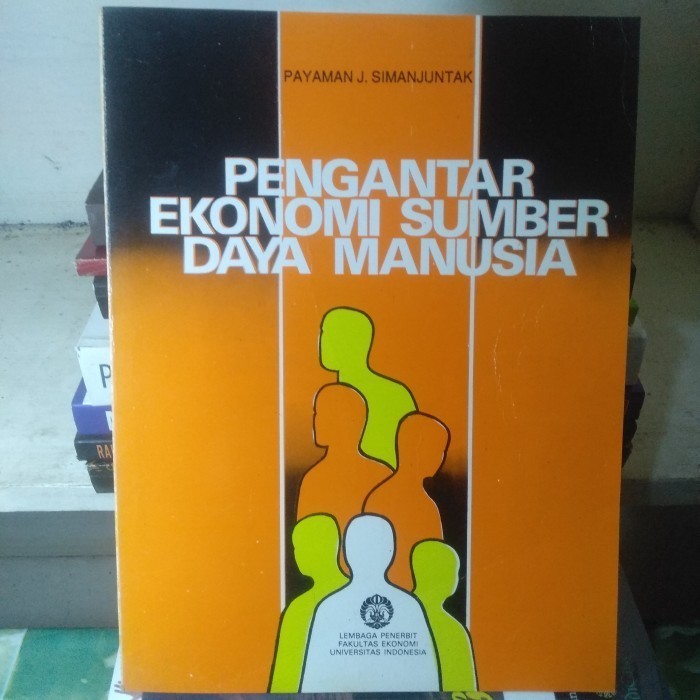 PAYAMAN J. SIMANJUNTAK
PENGANTAR
EKONOMI SUMBER
DAYA MANUSIA
LEMBAGA PENERBIT
FAKULTAS EKONOMI
UNIVERSITAS INDONESIA